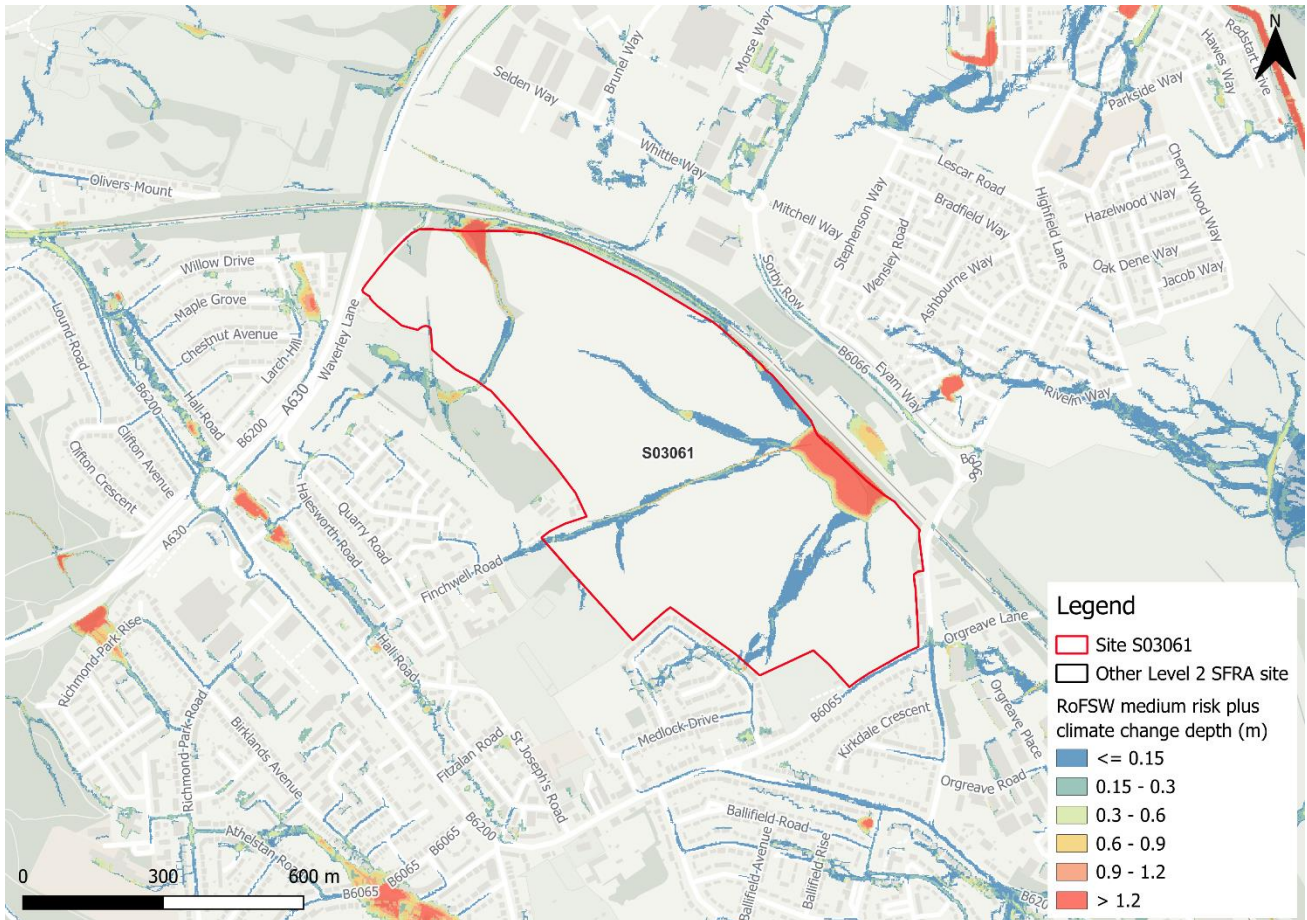 N
Selden Way
Brunel Way
Morse Way
Whittle Way
Parkside Way
Hawes Way
Redstart Drive
Olivers Mount
Lescar Road
Cherry Wood Way
Mitchell Way
Stephenson Way
Bradfield Way
Highfield Lane
Hazelwood Way
Wensley Road
Willow Drive
Sorby Row
Ashbourne Way
Oak Dene Way
Jacob Way
Maple Grove
Waverley Lane
Lound-Road
Chestnut Avenue
Larch-Hill
A630
B6066
Eyam Way
Rivelin Way
B6200
Hall-Road
B6200
Clifton Avenue
Clifton Crescent
S03061
B6066
Halesworth-Road
Quarry Road
A630
Finchwell-Road
Richmond-Park Rise
Hall-Road
Orgreave Lane
Medlock-Drive
B6065
Kirkdale Crescent
Orgreave Place
Richmond-Park-Road
Birklands Avenue
Fitzalan Road
St Joseph's Road
Orgreave Road
B6200
B6065
Ballifield-Road
Ballifield-Avenue
Ballifield-Rise
Athelstan Road
B6065
B6065
B6200
Legend
Site S03061
Other Level 2 SFRA site
RoFSW medium risk plus
climate change depth (m)
<= 0.15
0.15 - 0.3
0.3 - 0.6
0.6 - 0.9
0.9 - 1.2
> 1.2
0 300 600 m